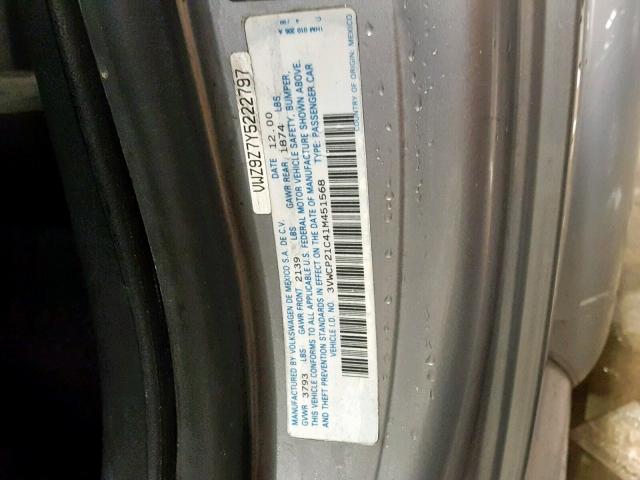 VWZ9Z7Y5222797
MANUFACTURED BY VOLKSWAGEN DE MEXICO S.A. DE C.V. DATE 12.00
GVWR 3793 LBS GAWR FRONT 2139 LBS GAWR REAR 1874 LBS
THIS VEHICLE CONFORMS TO ALL APPLICABLE U.S. FEDERAL MOTOR VEHICLE SAFETY, BUMPER,
AND THEFT PREVENTION STANDARDS IN EFFECT ON THE DATE OF MANUFACTURE SHOWN ABOVE.
VEHICLE I.D. NO. 3VWCP21C41M451568 TYPE: PASSENGER CAR
COUNTRY OF ORIGIN: MEXICO